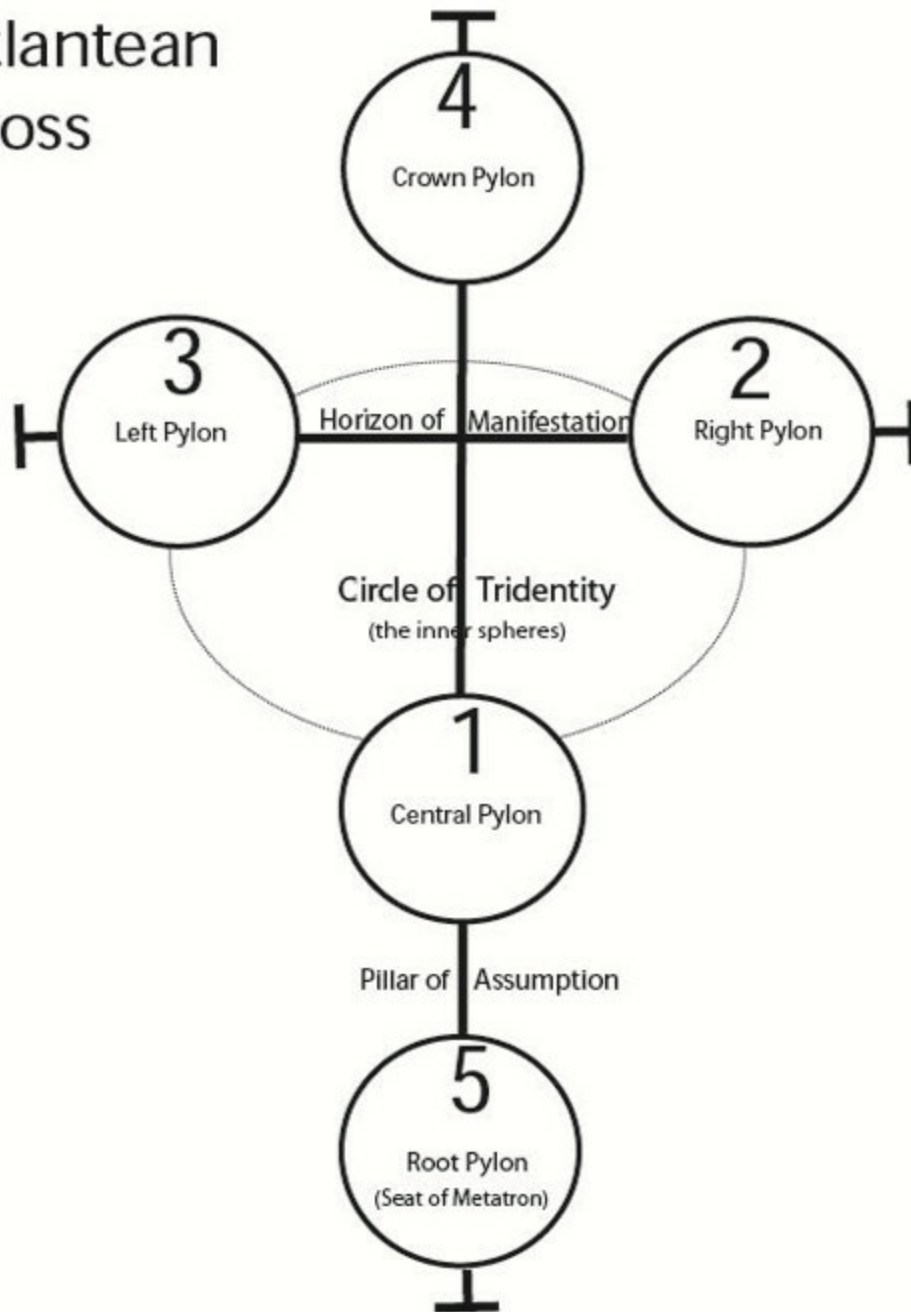 tlantean
oss
4
Crown Pylon
3
Left Pylon
2
Right Pylon
Horizon of Manifestation
Circle of Tridentity
(the inner spheres)
1
Central Pylon
Pillar of Assumption
5
Root Pylon
(Seat of Metatron)